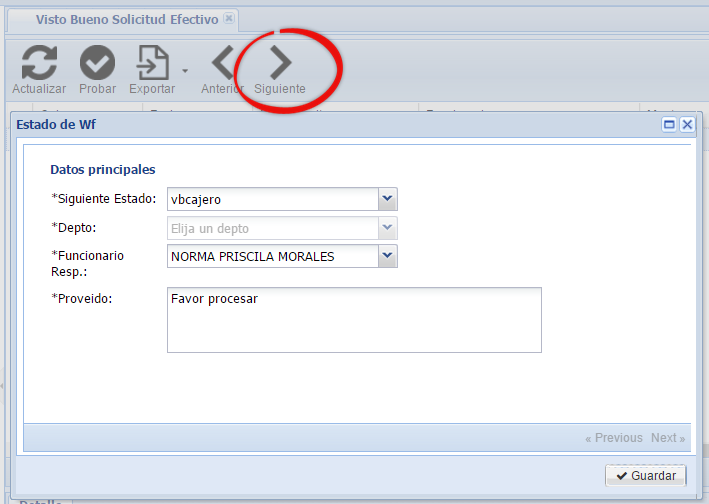 Visto Bueno Solicitud Efectivo
Actualizar Probar Exportar Anterior Siguiente
Estado de Wf
Datos principales
*Siguiente Estado: vbcajero
*Depto: Elija un depto
*Funcionario Resp.: NORMA PRISCILA MORALES
*Proveido: Favor procesar
« Previous Next »
Guardar
Detalle